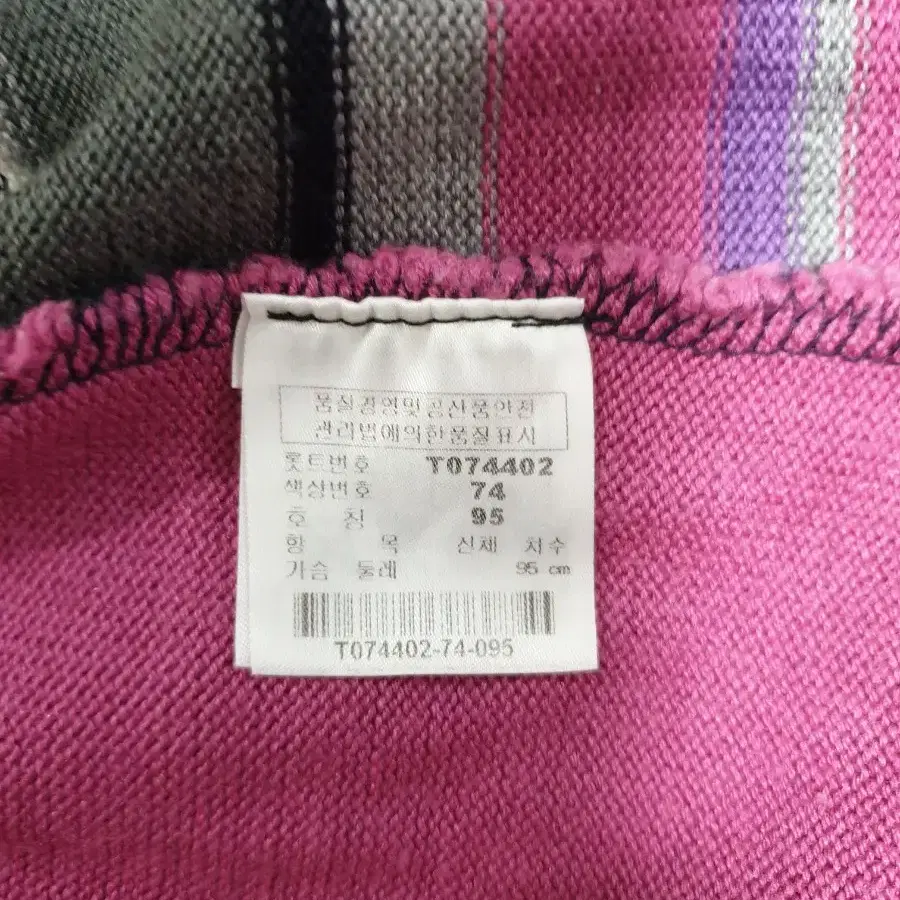 품질경영및공산품안전
관리법에의한품질표시
롯트번호 T074402
색상번호 74
호 칭 95
항 목 신체 치수
가슴 둘레 95 cm
T074402-74-095